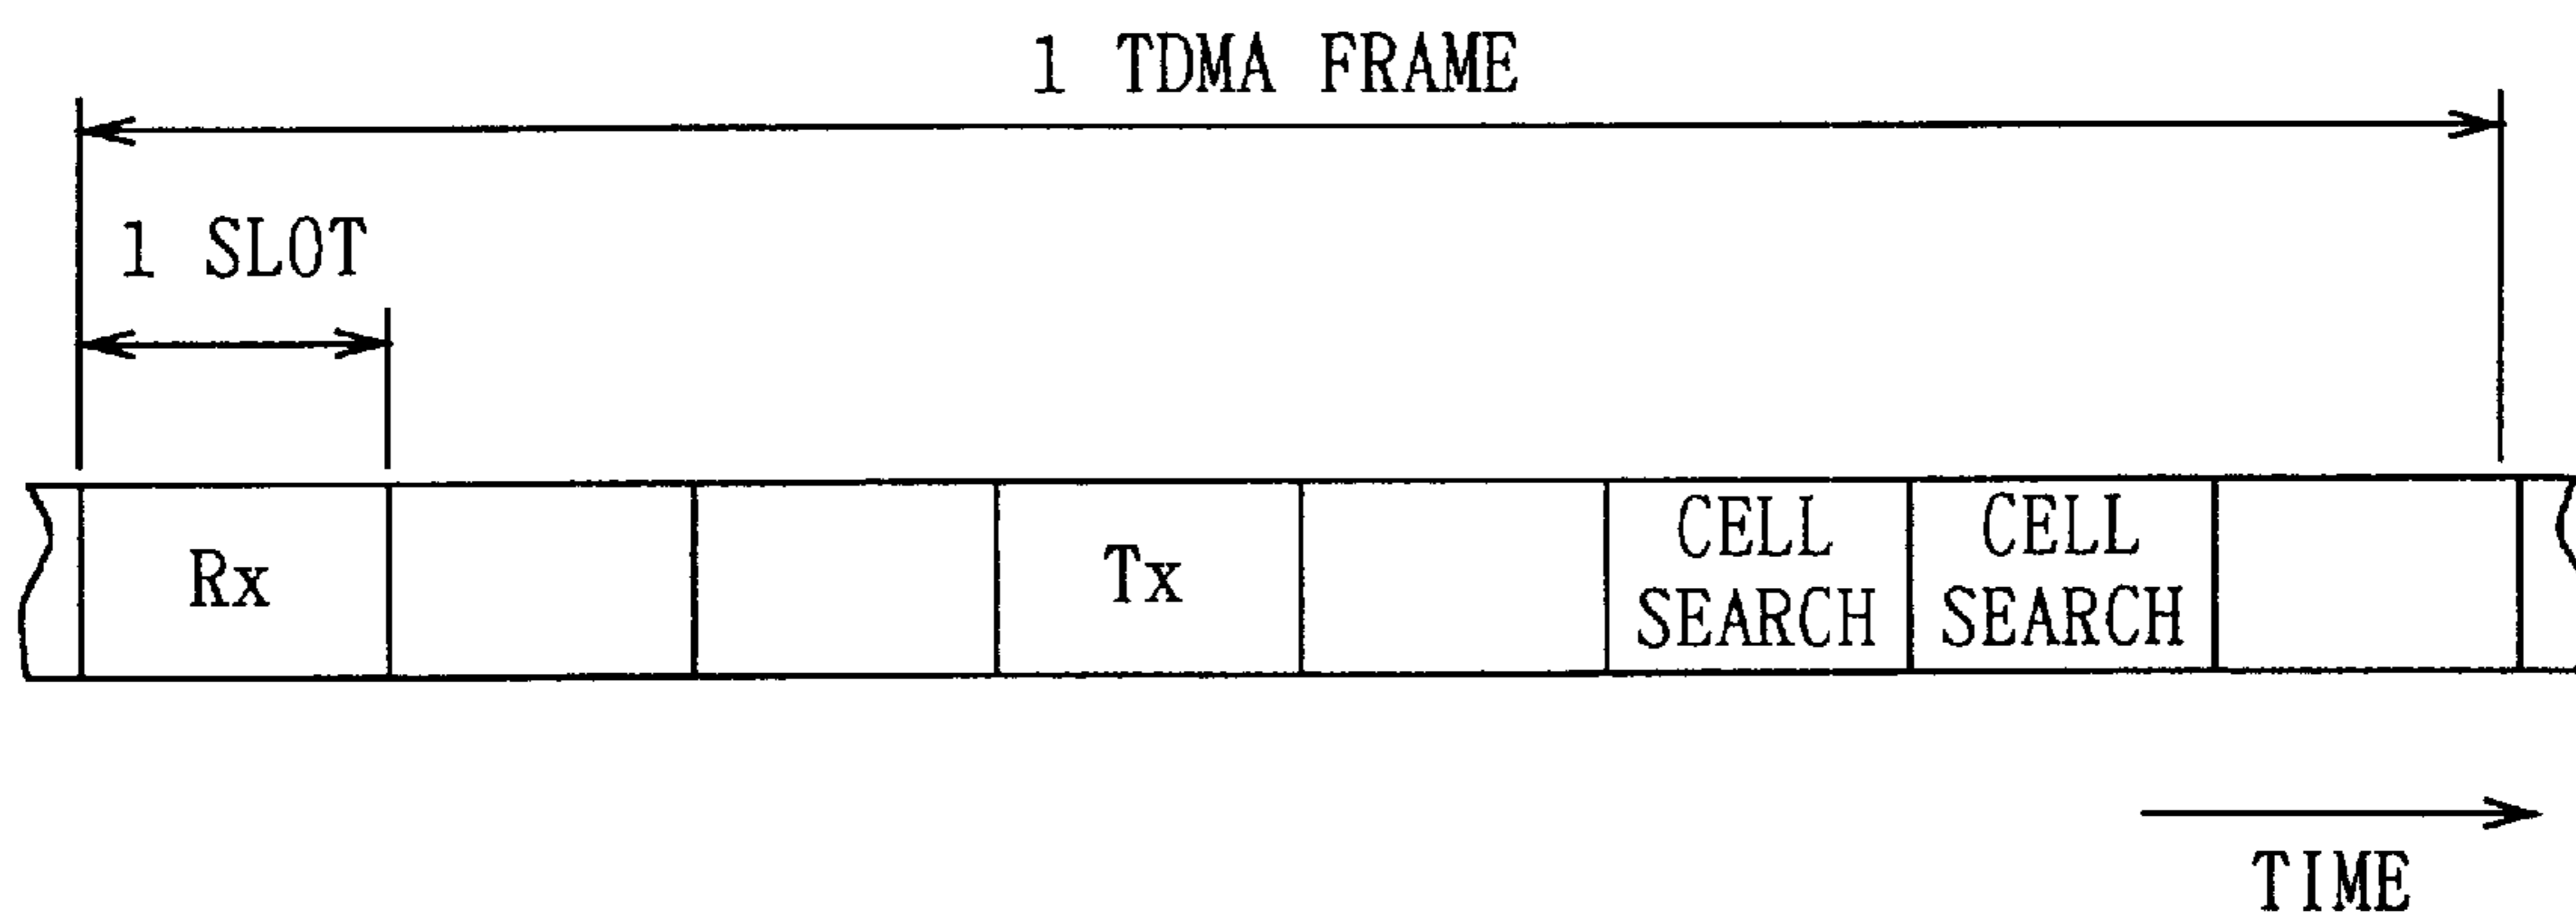 1 TDMA FRAME
1 SLOT
Rx
Tx
CELL
SEARCH
CELL
SEARCH
TIME